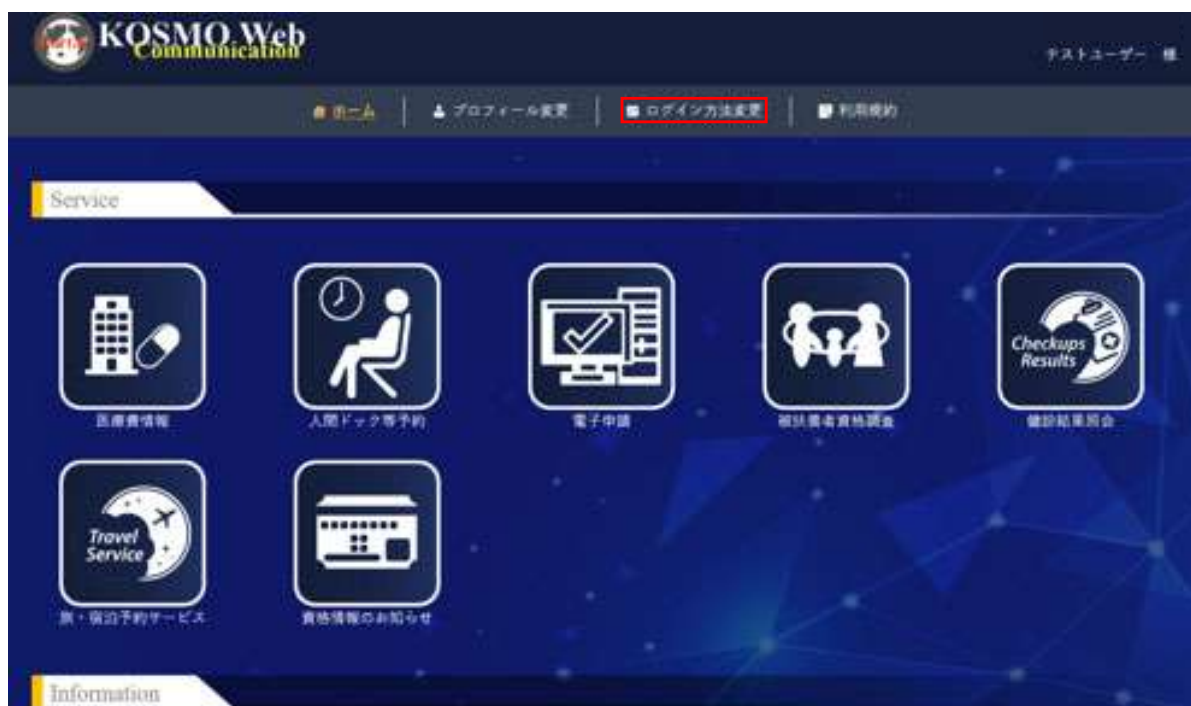 Portal
KOSMO Web
Communication
テストユーザー 様
ホーム
プロフィール変更
ログイン方法変更
利用規約
Service
医療費情報
人間ドック等予約
電子申請
被扶養者資格調査
Checkups
Results
健診結果照会
Travel
Service
旅・宿泊予約サービス
資格情報のお知らせ
Information